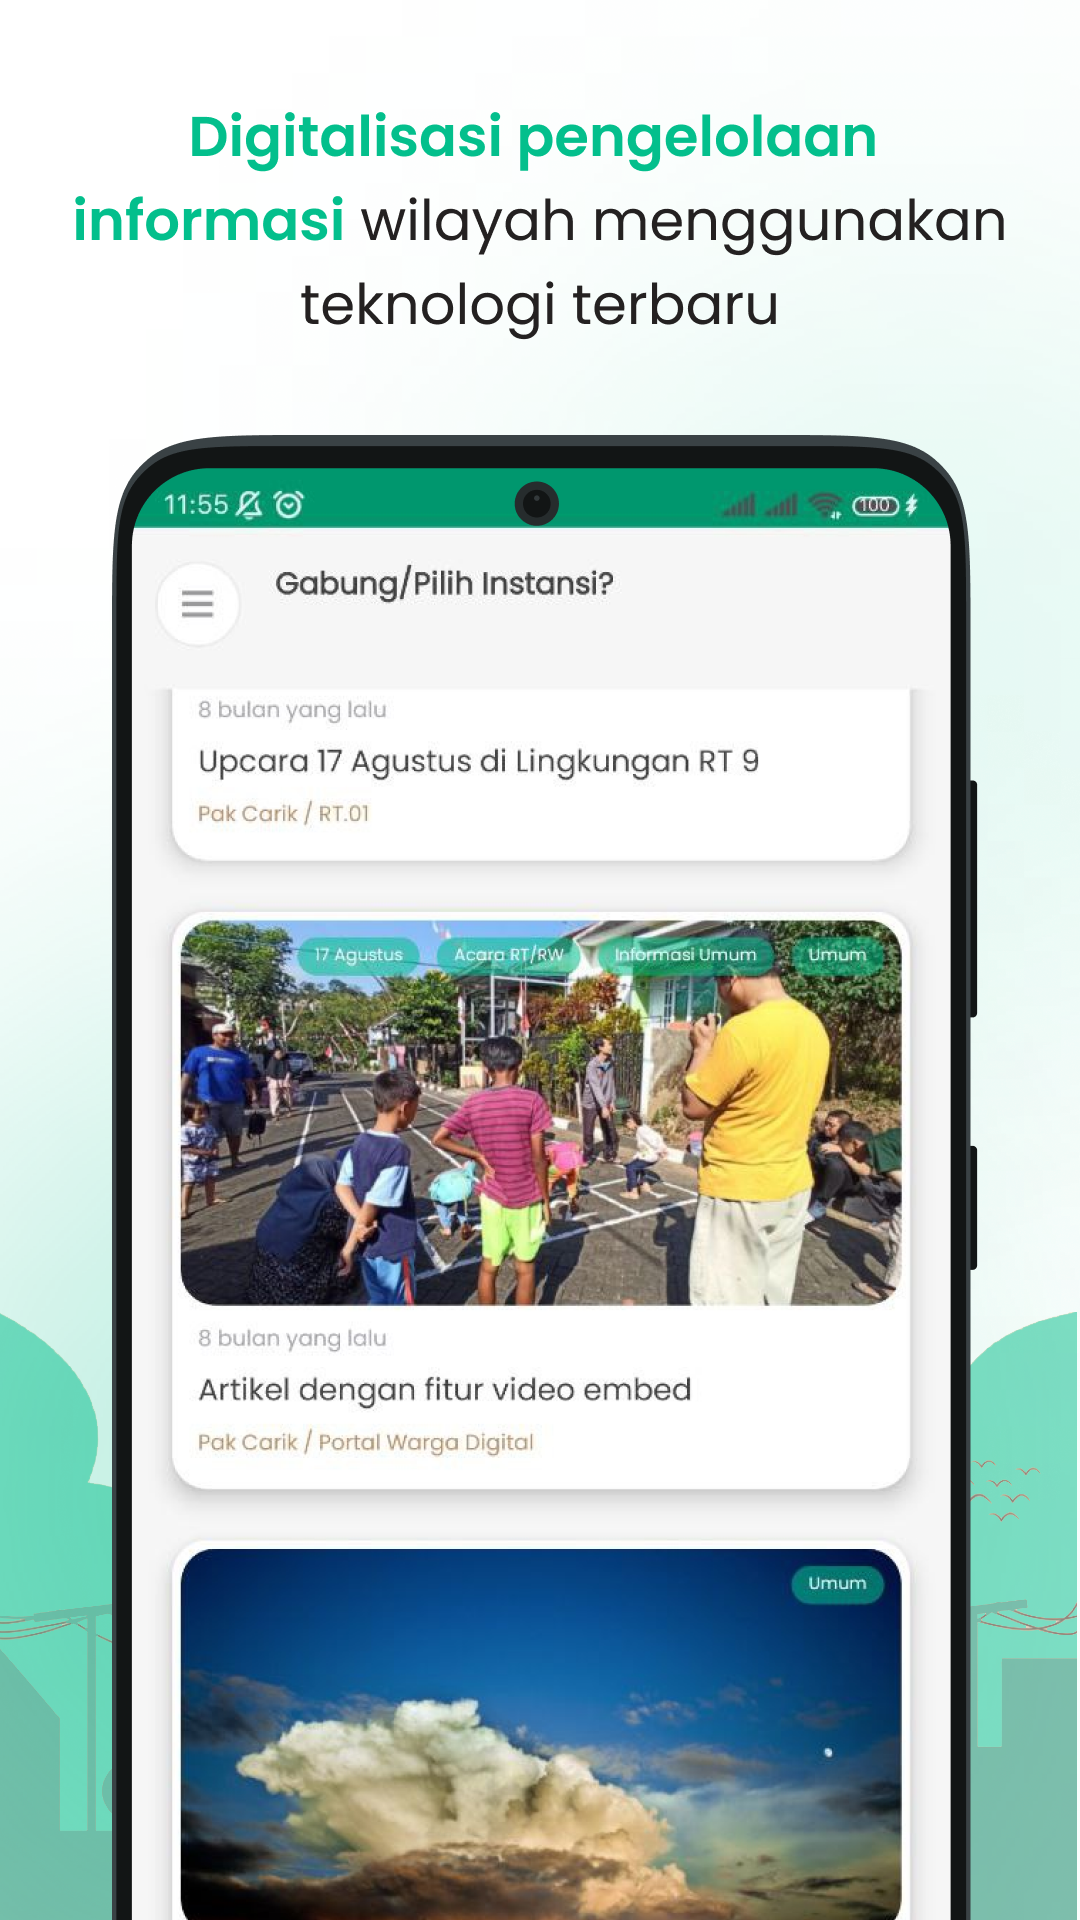 Digitalisasi pengelolaan
informasi wilayah menggunakan
teknologi terbaru
11:55
100
Gabung/Pilih Instansi?
8 bulan yang lalu
Upcara 17 Agustus di Lingkungan RT 9
Pak Carik / RT.01
17 Agustus Acara RT/RW Informasi Umum Umum
8 bulan yang lalu
Artikel dengan fitur video embed
Pak Carik / Portal Warga Digital
Umum